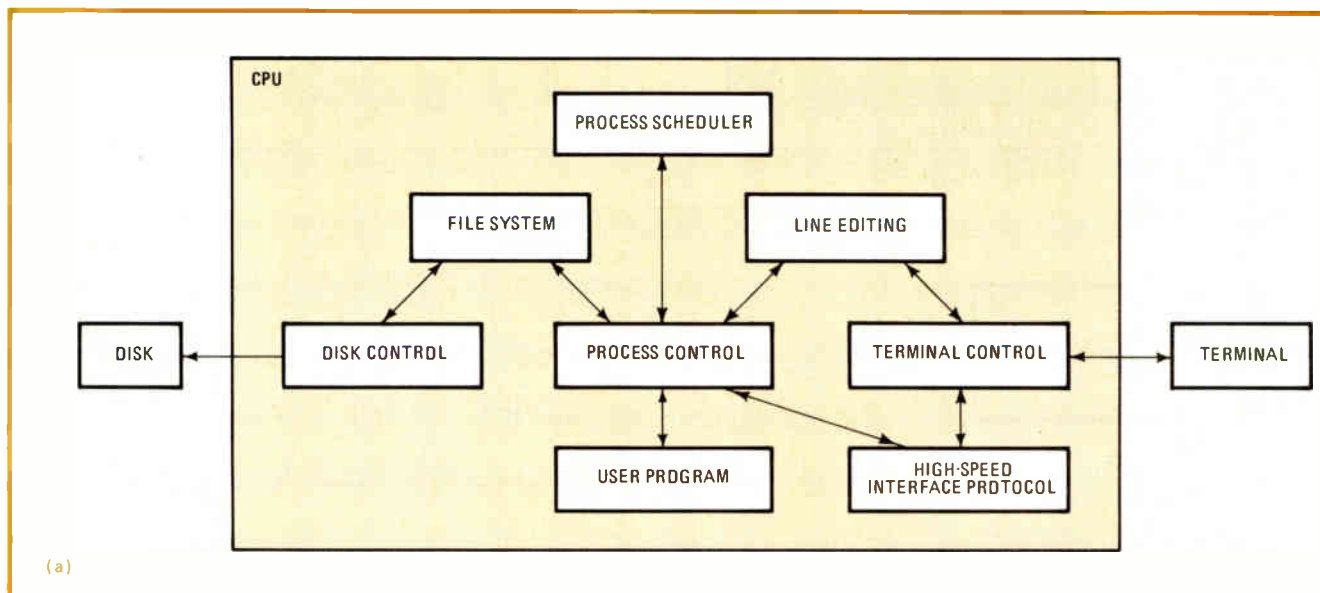 CPU
PROCESS SCHEDULER
FILE SYSTEM
LINE EDITING
DISK
DISK CONTROL
PROCESS CONTROL
TERMINAL CONTROL
TERMINAL
USER PROGRAM
HIGH-SPEED
INTERFACE PROTOCOL
(a)